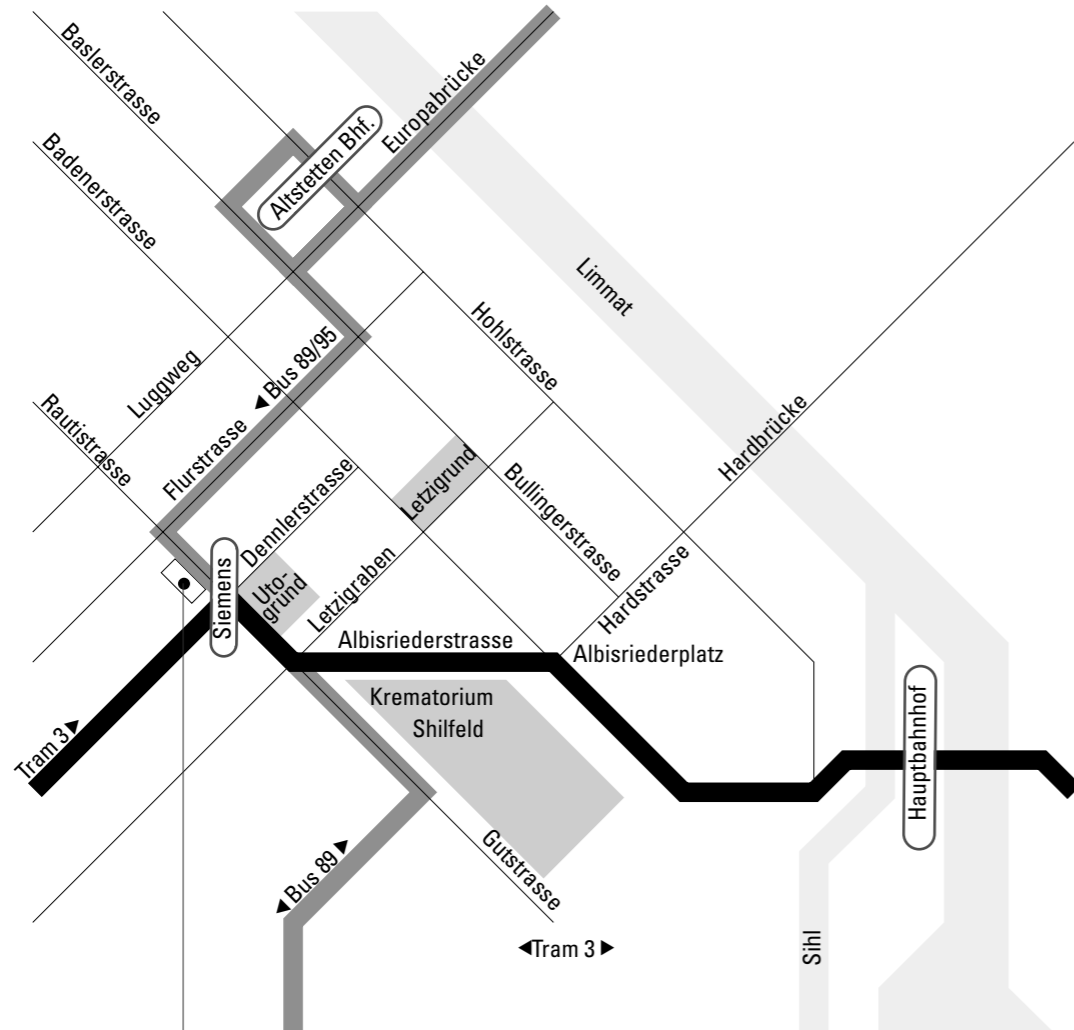 Baslerstrasse
Badenerstrasse
Europabrücke
Altstetten Bhf.
Limmat
Hohlstrasse
Luggweg
◄ Bus 89/95
Rautistrasse
Flurstrasse
Hardbrücke
Letzigrund
Bullingerstrasse
Dennlerstrasse
Siemens
Uto-
grund
Letzigraben
Hardstrasse
Albisriederstrasse
Albisriederplatz
Krematorium
Shilfeld
Tram 3►
Hauptbahnhof
Gutstrasse
◄ Bus 89 ►
◄Tram 3 ►
Sihl